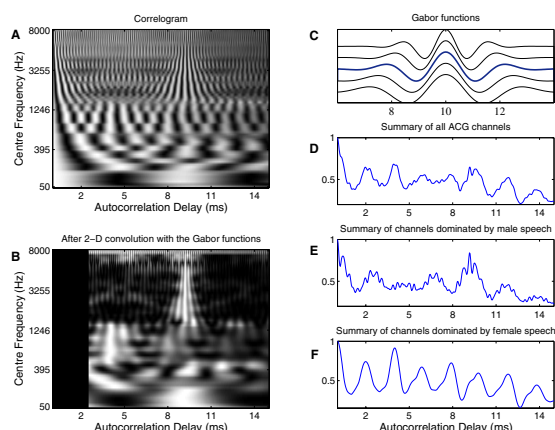 Correlogram
A
Centre Frequency (Hz)
8000
3255
1246
395
50
2 5 8 11 14
Autocorrelation Delay (ms)
After 2−D convolution with the Gabor functions
B
Centre Frequency (Hz)
8000
3255
1246
395
50
2 5 8 11 14
Autocorrelation Delay (ms)
Gabor functions
C
8 10 12
Summary of all ACG channels
D
1
0.5
2 5 8 11 14
Summary of channels dominated by male speech
E
1
0.5
2 5 8 11 14
Summary of channels dominated by female speech
F
1
0.5
2 5 8 11 14
Autocorrelation Delay (ms)